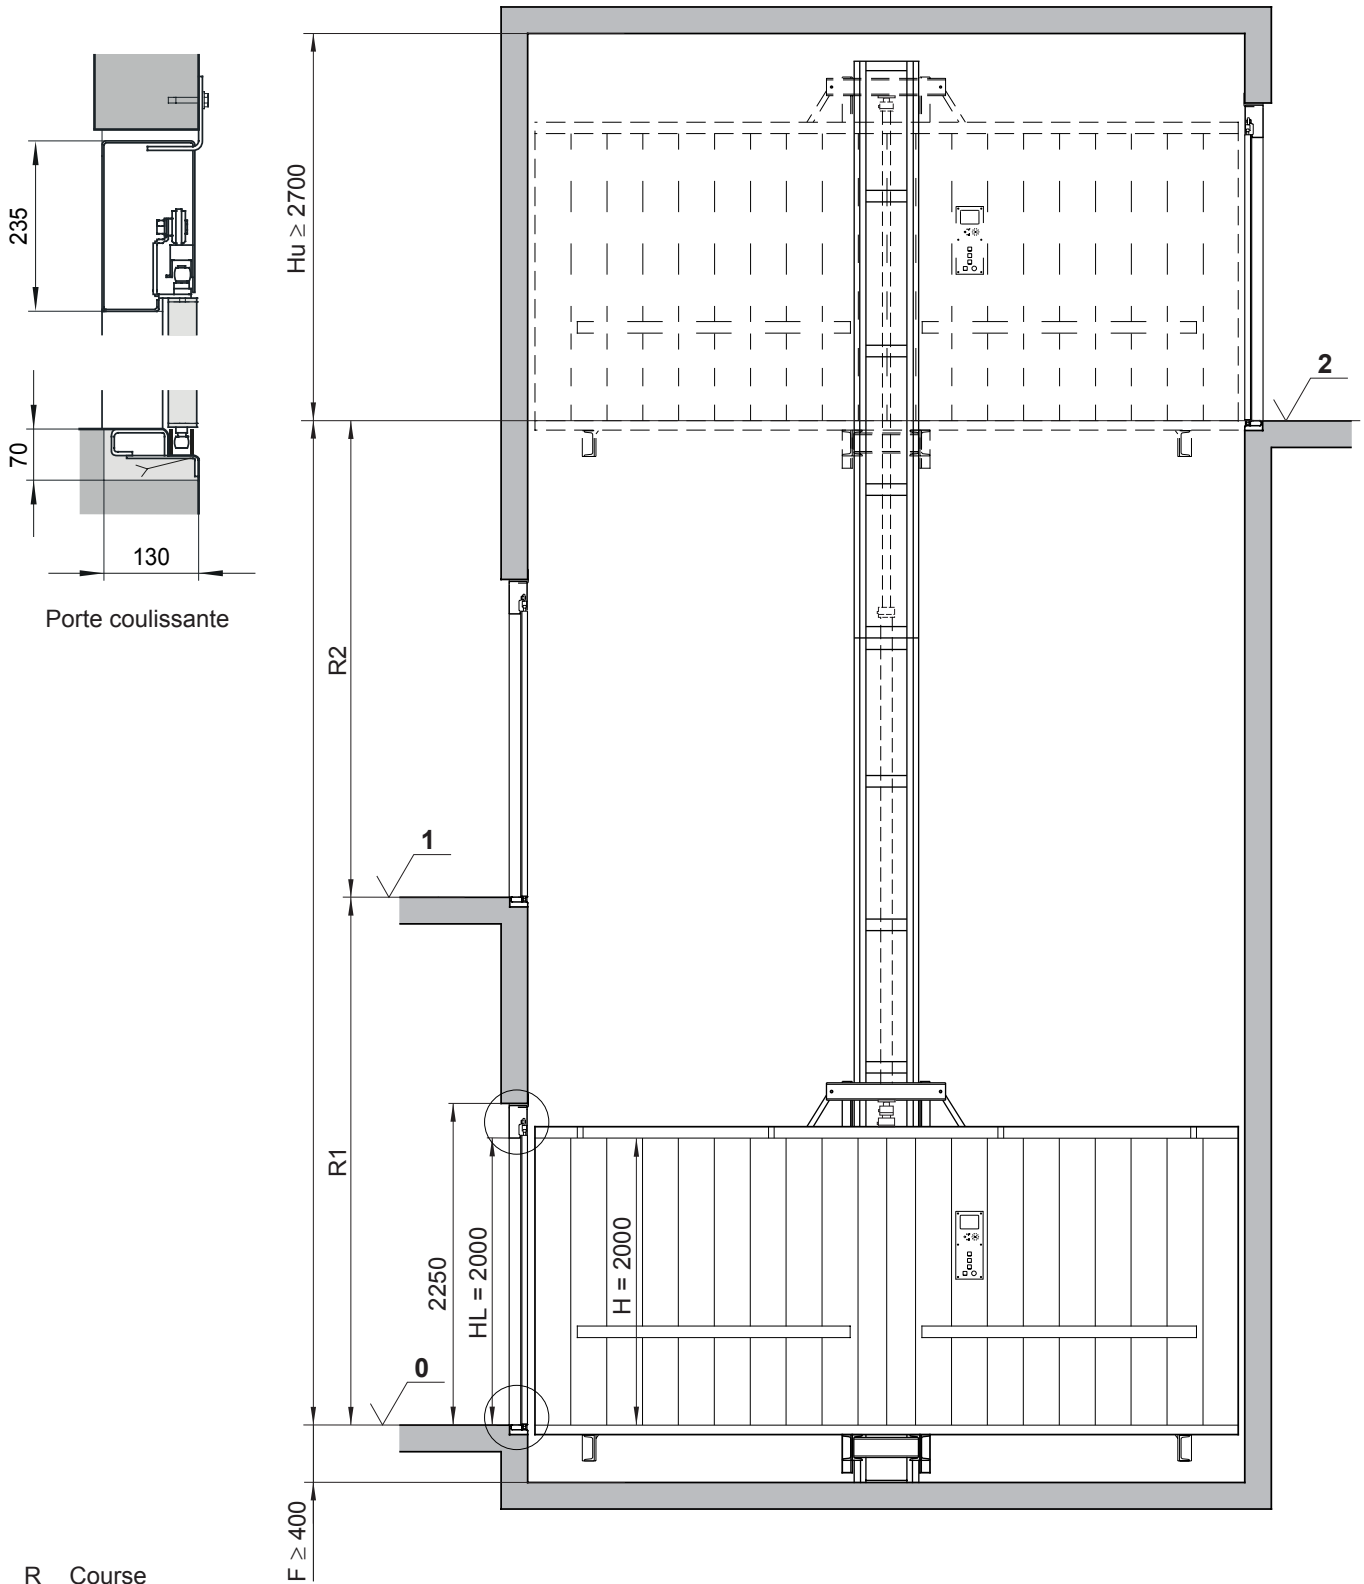 235
70
130
Porte coulissante
Hu ≥ 2700
2
R2
1
R1
2250
HL = 2000
H = 2000
0
F ≥ 400
R Course